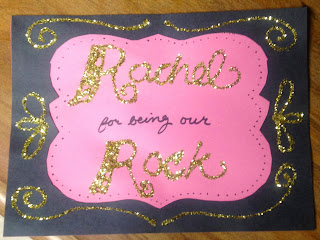 Rachel
for being our
Rock